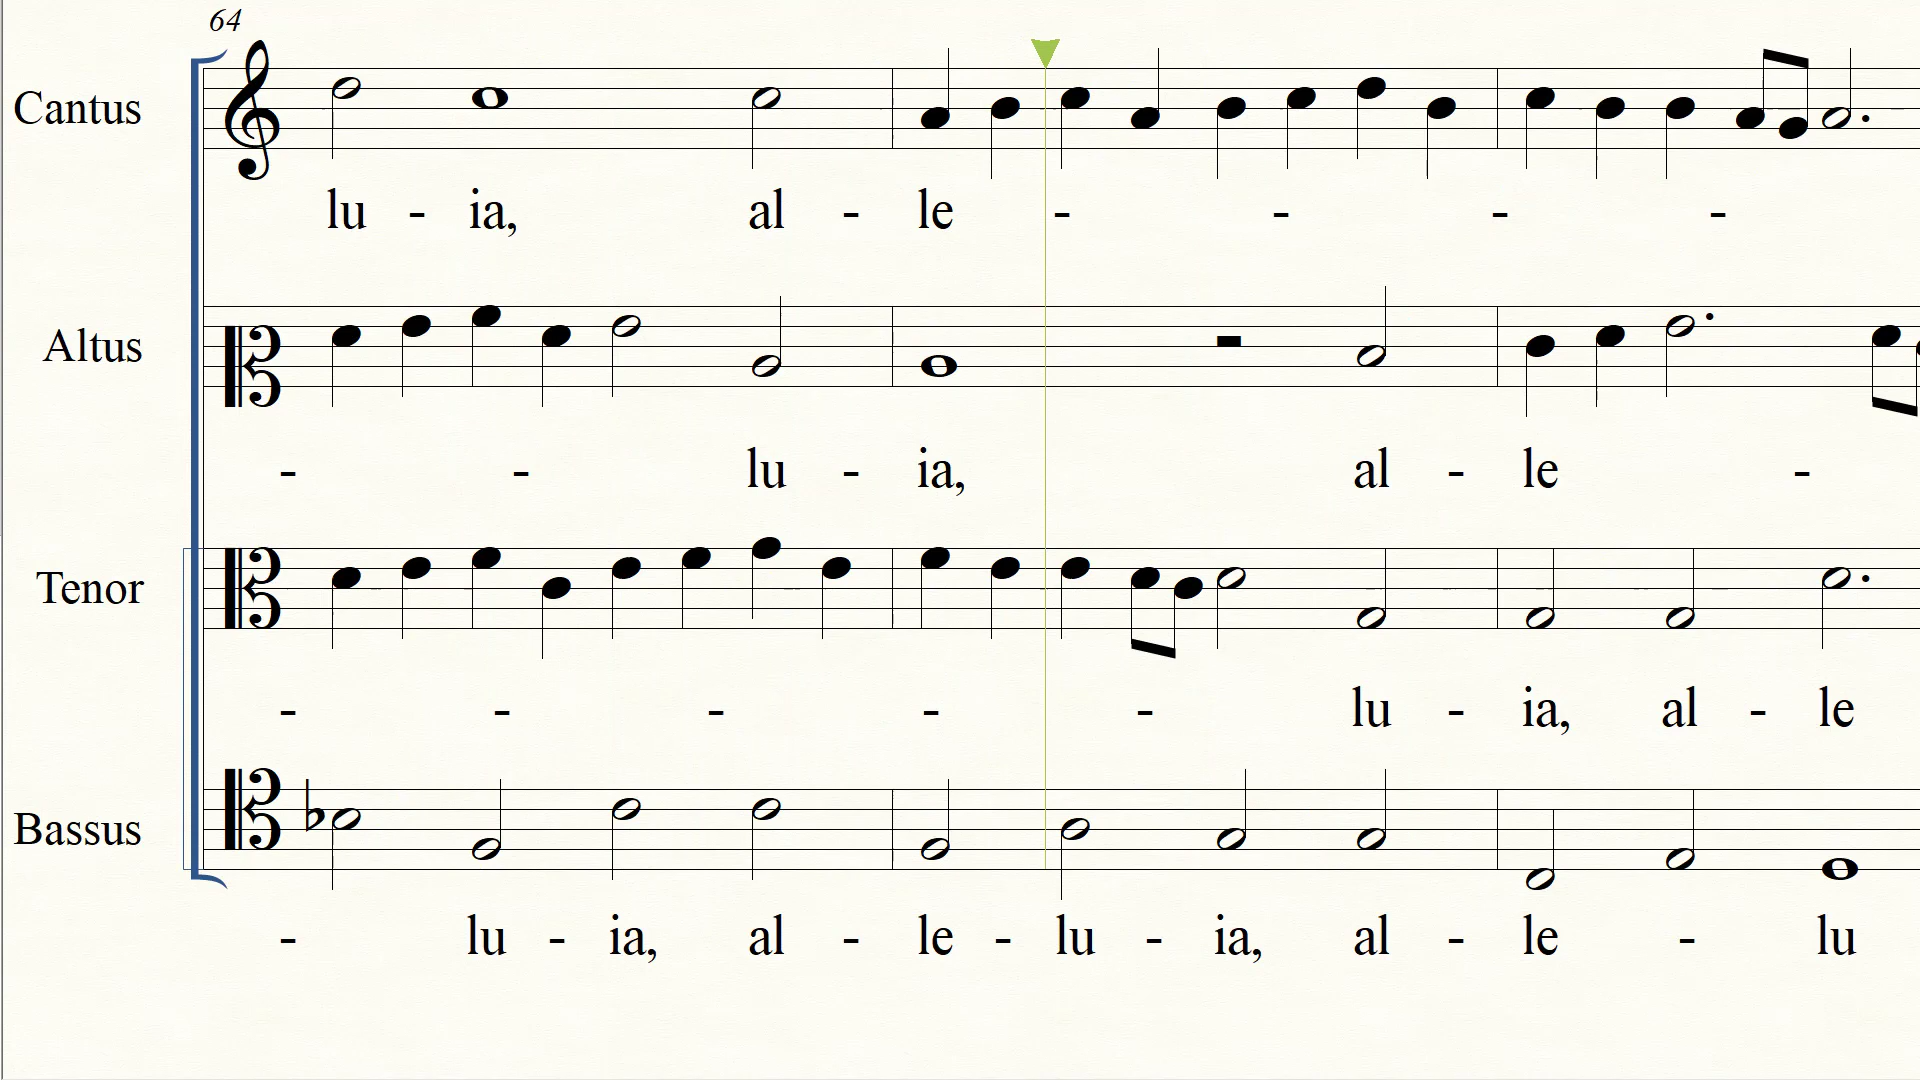 64
Cantus
lu - ia, al - le - - - -
Altus
- - lu - ia, al - le -
Tenor
- - - - - lu - ia, al - le
Bassus
- lu - ia, al - le - lu - ia, al - le - lu